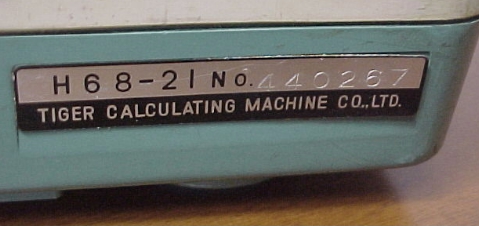 H68-21 No. 440267
TIGER CALCULATING MACHINE CO.,LTD.